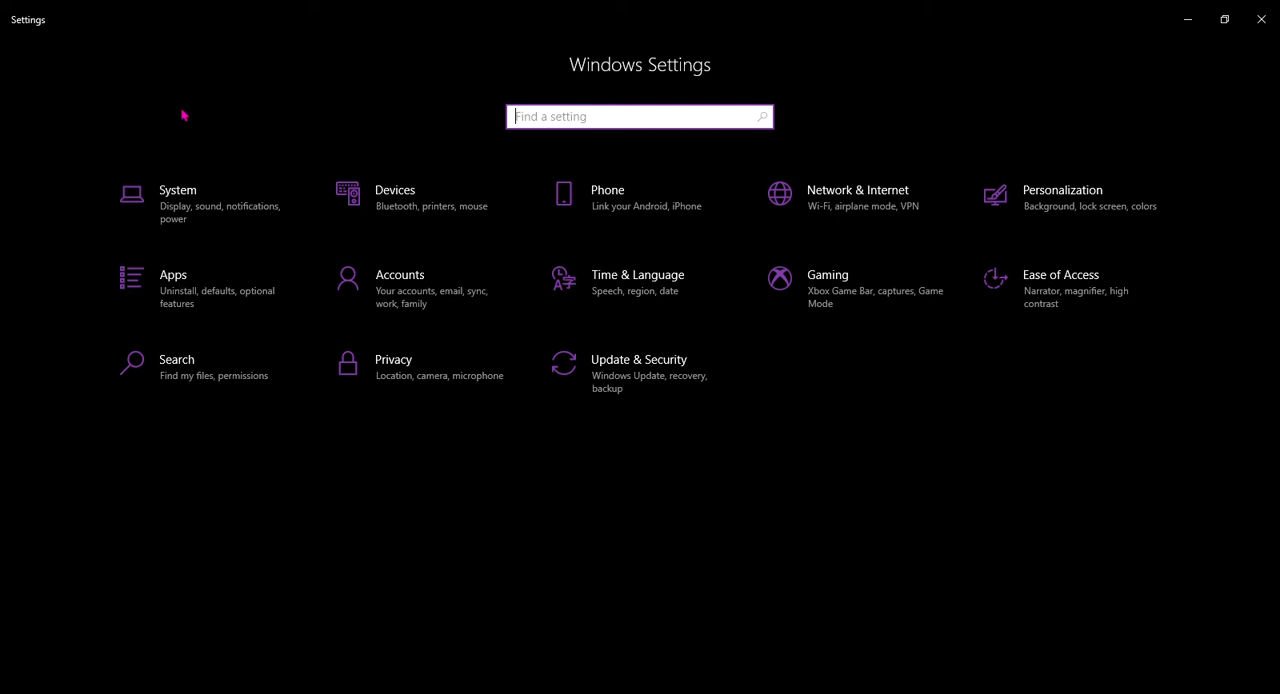 Settings
Windows Settings
Find a setting
System
Display, sound, notifications,
power
Devices
Bluetooth, printers, mouse
Phone
Link your Android, iPhone
Network & Internet
Wi-Fi, airplane mode, VPN
Personalization
Background, lock screen, colors
Apps
Uninstall, defaults, optional
features
Accounts
Your accounts, email, sync,
work, family
Time & Language
Speech, region, date
Gaming
Xbox Game Bar, captures, Game
Mode
Ease of Access
Narrator, magnifier, high
contrast
Search
Find my files, permissions
Privacy
Location, camera, microphone
Update & Security
Windows Update, recovery,
backup